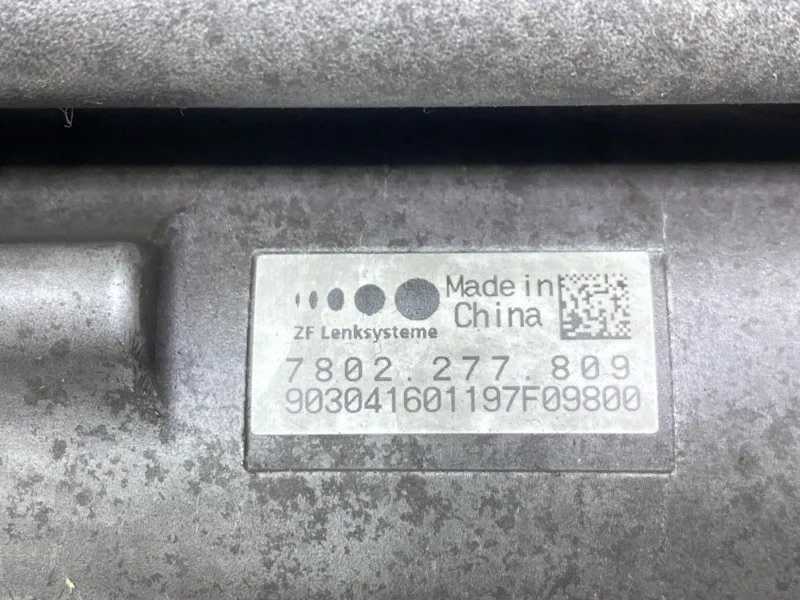 Made in
China
ZF Lenksysteme
7802.277.809
903041601197F09800